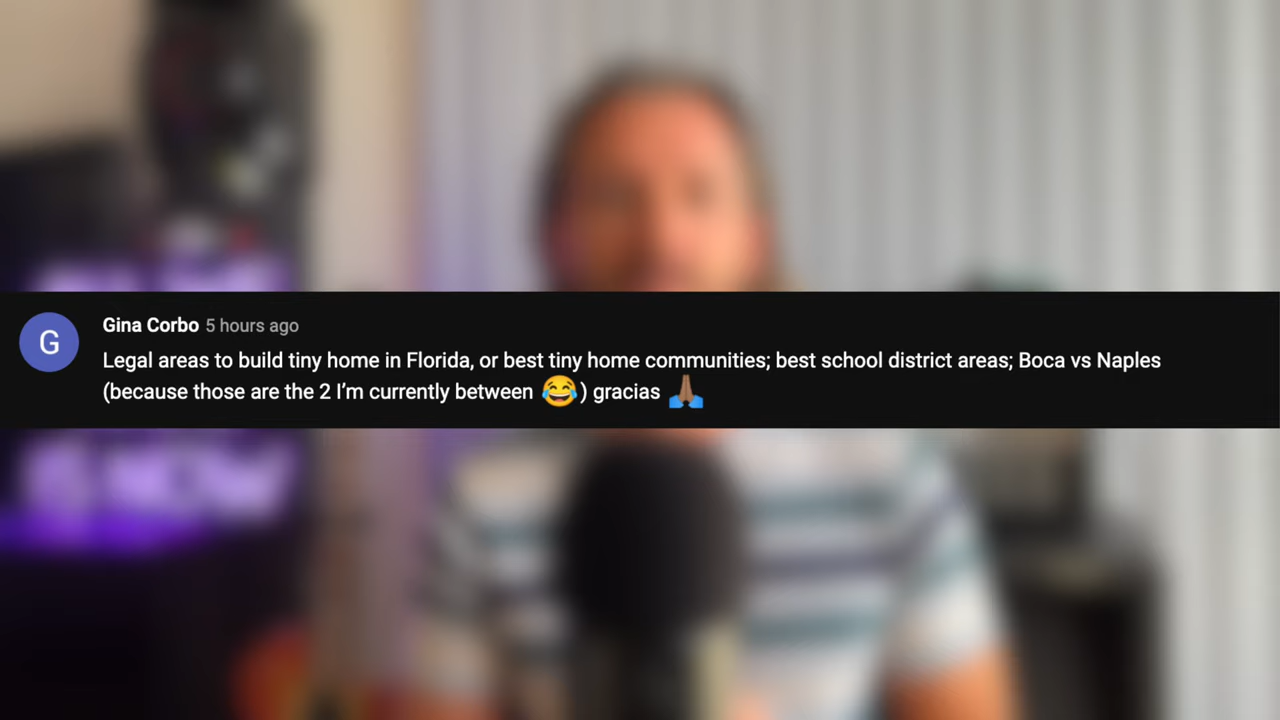 G
Gina Corbo 5 hours ago
Legal areas to build tiny home in Florida, or best tiny home communities; best school district areas; Boca vs Naples
(because those are the 2 I’m currently between 😂) gracias 🙏🏽